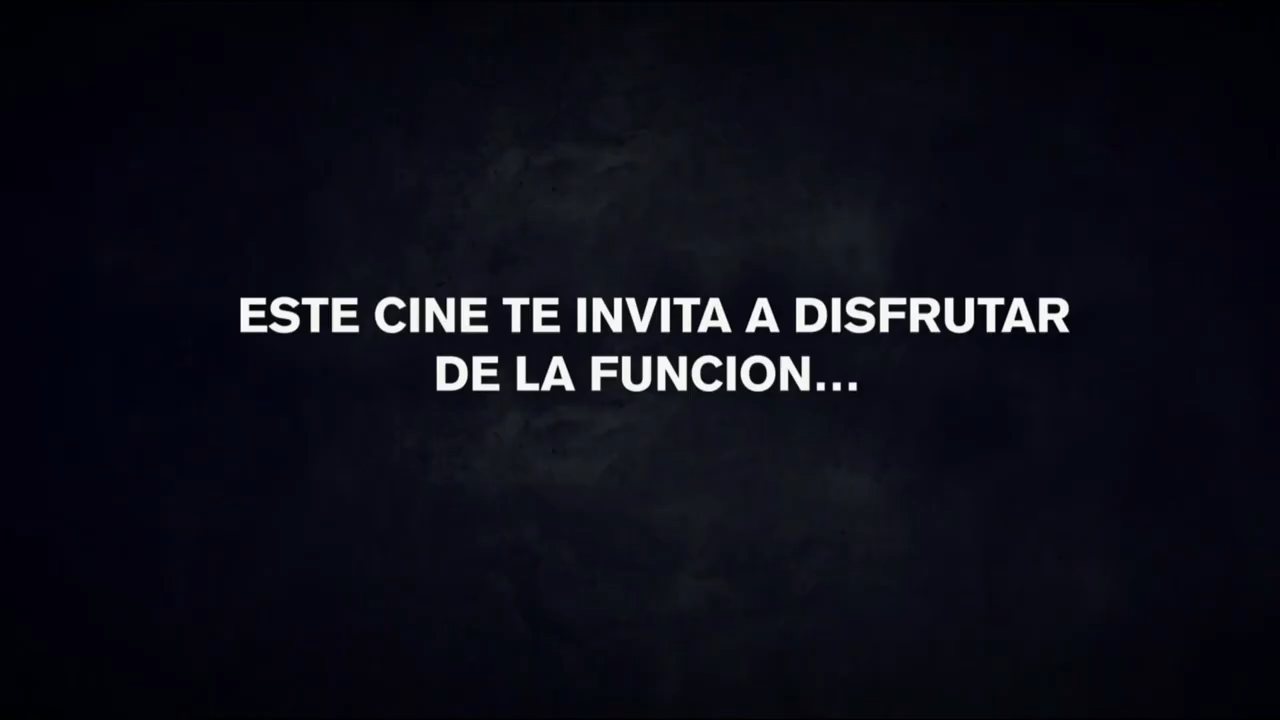 ESTE CINE TE INVITA A DISFRUTAR
DE LA FUNCION...